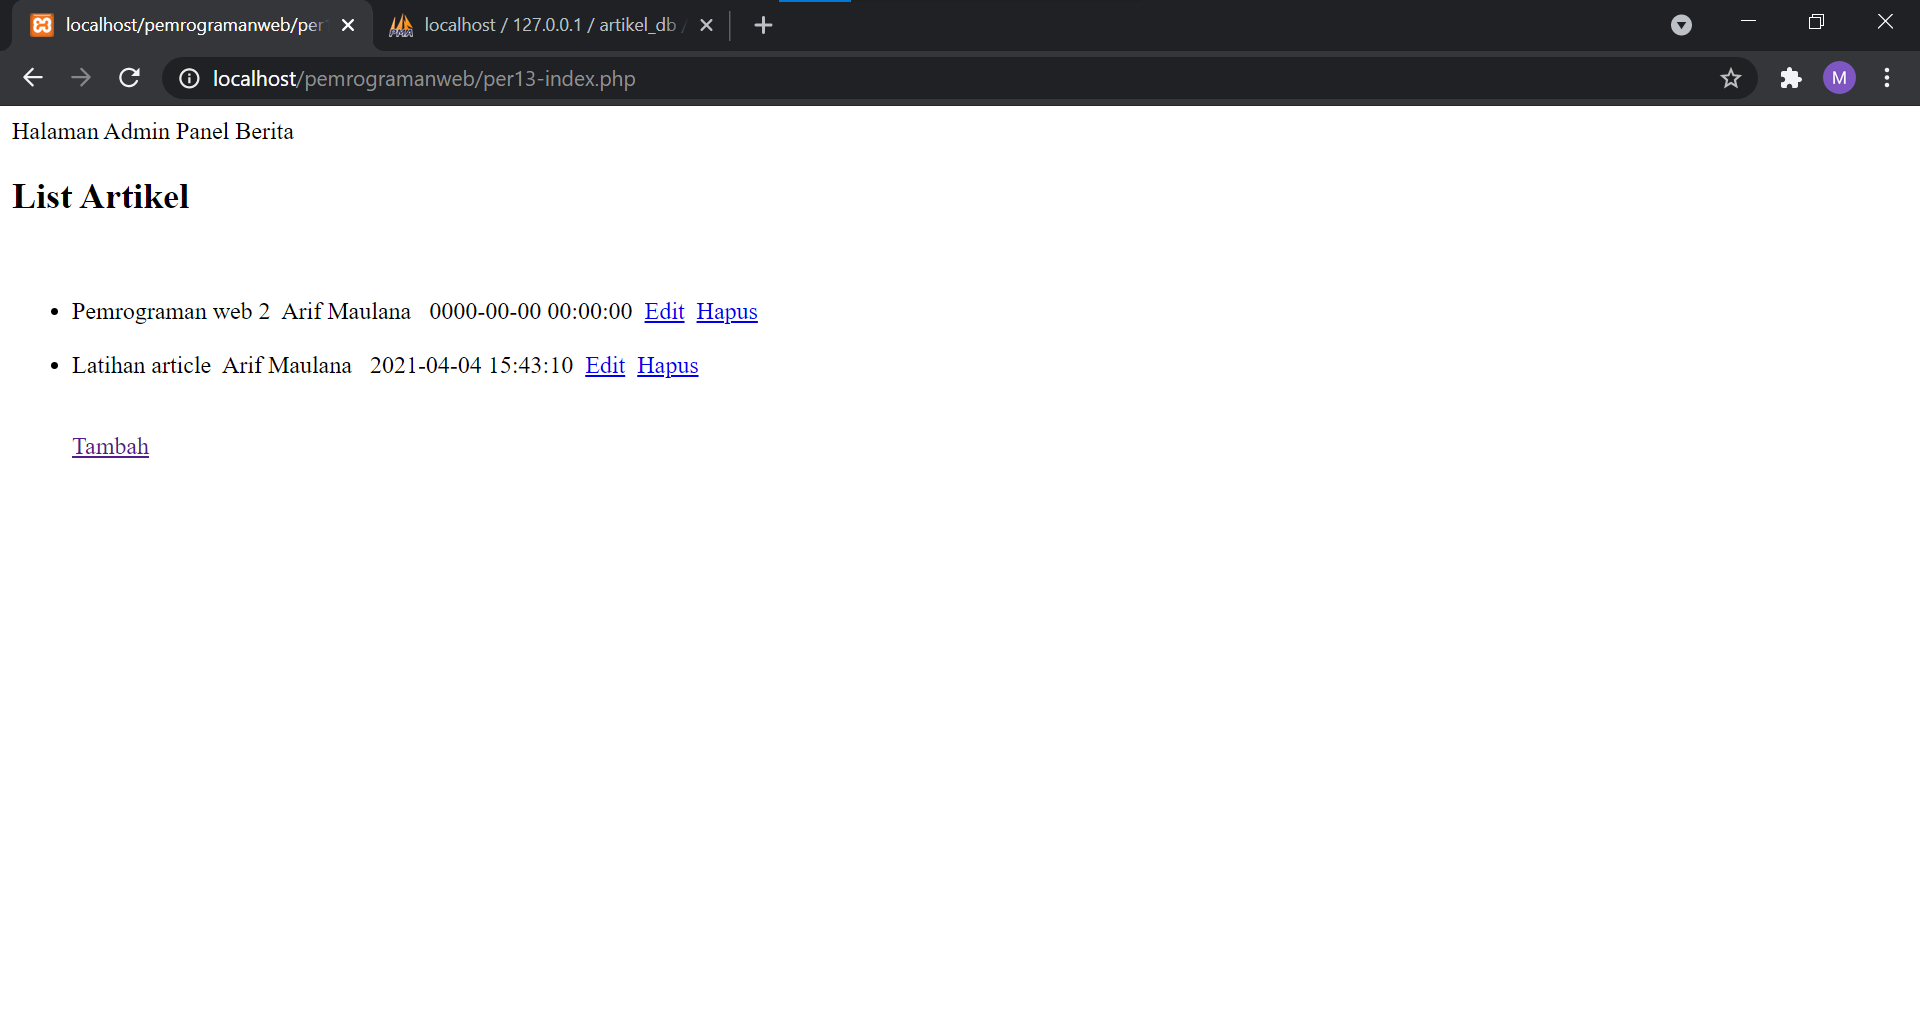 localhost/pemrogramanweb/per
localhost / 127.0.0.1 / artikel_db /
localhost/pemrogramanweb/per13-index.php
M
Halaman Admin Panel Berita
List Artikel
• Pemrograman web 2 Arif Maulana 0000-00-00 00:00:00 Edit Hapus
• Latihan article Arif Maulana 2021-04-04 15:43:10 Edit Hapus
Tambah